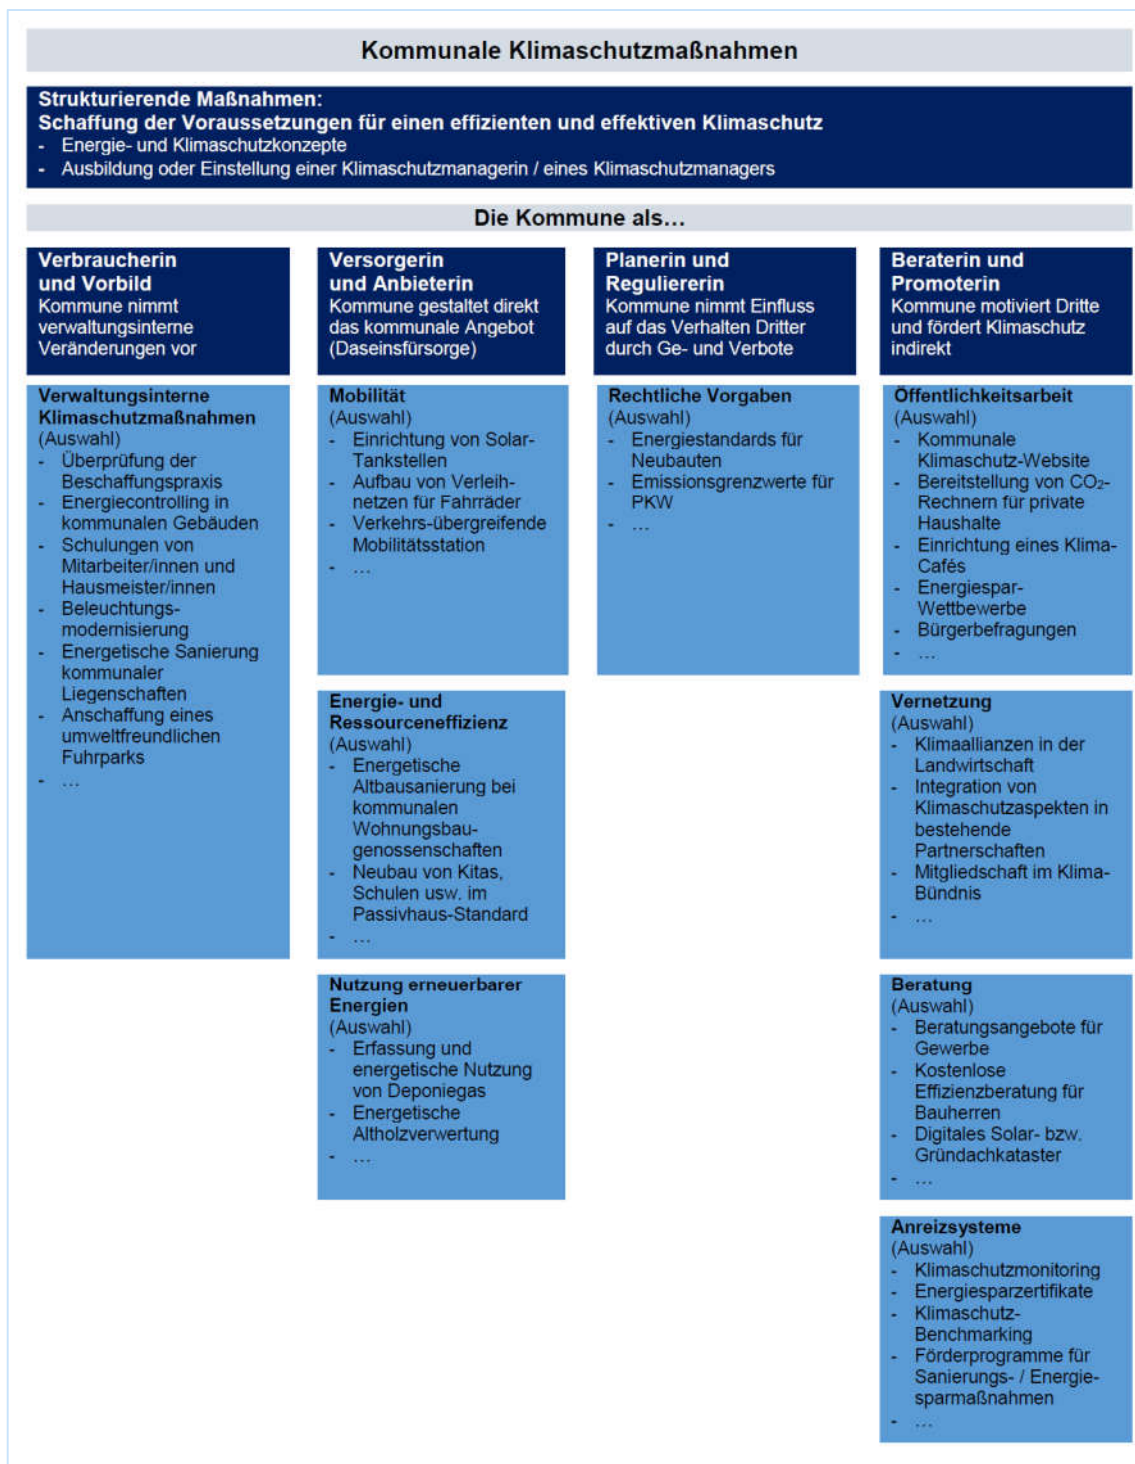 Kommunale Klimaschutzmaßnahmen
Strukturierende Maßnahmen:
Schaffung der Voraussetzungen für einen effizienten und effektiven Klimaschutz
- Energie- und Klimaschutzkonzepte
- Ausbildung oder Einstellung einer Klimaschutzmanagerin / eines Klimaschutzmanagers
Die Kommune als…
Verbraucherin
und Vorbild
Kommune nimmt
verwaltungsinterne
Veränderungen vor
Verwaltungsinterne
Klimaschutzmaßnahmen
(Auswahl)
- Überprüfung der
Beschaffungspraxis
- Energiecontrolling in
kommunalen Gebäuden
- Schulungen von
Mitarbeiter/innen und
Hausmeister/innen
- Beleuchtungs-
modernisierung
- Energetische Sanierung
kommunaler
Liegenschaften
- Anschaffung eines
umweltfreundlichen
Fuhrparks
- …
Versorgerin
und Anbieterin
Kommune gestaltet direkt
das kommunale Angebot
(Daseinsfürsorge)
Mobilität
(Auswahl)
- Einrichtung von Solar-
Tankstellen
- Aufbau von Verleih-
netzen für Fahrräder
- Verkehrs-übergreifende
Mobilitätsstation
- …
Energie- und
Ressourceneffizienz
(Auswahl)
- Energetische
Altbausanierung bei
kommunalen
Wohnungsbau-
genossenschaften
- Neubau von Kitas,
Schulen usw. im
Passivhaus-Standard
- …
Nutzung erneuerbarer
Energien
(Auswahl)
- Erfassung und
energetische Nutzung
von Deponiegas
- Energetische
Altholzverwertung
- …
Planerin und
Reguliererin
Kommune nimmt Einfluss
auf das Verhalten Dritter
durch Ge- und Verbote
Rechtliche Vorgaben
(Auswahl)
- Energiestandards für
Neubauten
- Emissionsgrenzwerte für
PKW
- …
Beraterin und
Promoterin
Kommune motiviert Dritte
und fördert Klimaschutz
indirekt
Öffentlichkeitsarbeit
(Auswahl)
- Kommunale
Klimaschutz-Website
- Bereitstellung von CO₂-
Rechnern für private
Haushalte
- Einrichtung eines Klima-
Cafés
- Energiespar-
Wettbewerbe
- Bürgerbefragungen
- …
Vernetzung
(Auswahl)
- Klimaallianzen in der
Landwirtschaft
- Integration von
Klimaschutzaspekten in
bestehende
Partnerschaften
- Mitgliedschaft im Klima-
Bündnis
- …
Beratung
(Auswahl)
- Beratungsangebote für
Gewerbe
- Kostenlose
Effizienzberatung für
Bauherren
- Digitales Solar- bzw.
Gründachkataster
- …
Anreizsysteme
(Auswahl)
- Klimaschutzmonitoring
- Energiesparzertifikate
- Klimaschutz-
Benchmarking
- Förderprogramme für
Sanierungs- / Energie-
sparmaßnahmen
- …